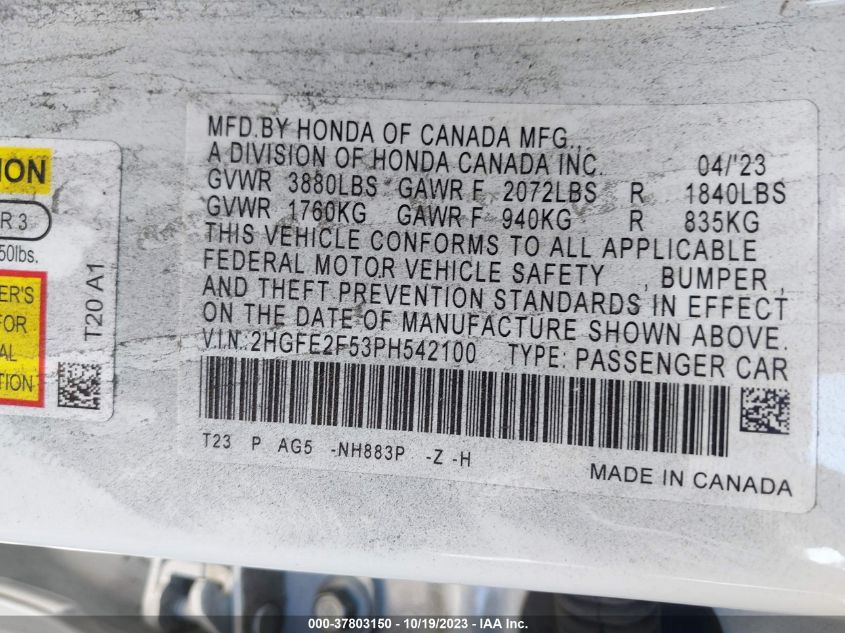 ION
R 3
50lbs.
ER'S
FOR
AL
TION
T20 A1
MFD.BY HONDA OF CANADA MFG.,
A DIVISION OF HONDA CANADA INC. 04/'23
GVWR 3880LBS GAWR F 2072LBS R 1840LBS
GVWR 1760KG GAWR F 940KG R 835KG
THIS VEHICLE CONFORMS TO ALL APPLICABLE
FEDERAL MOTOR VEHICLE SAFETY , BUMPER ,
AND THEFT PREVENTION STANDARDS IN EFFECT
ON THE DATE OF MANUFACTURE SHOWN ABOVE.
V.I.N.:2HGFE2F53PH542100 TYPE: PASSENGER CAR
T23 P AG5 -NH883P -Z -H
MADE IN CANADA
000-37803150 - 10/19/2023 - IAA Inc.